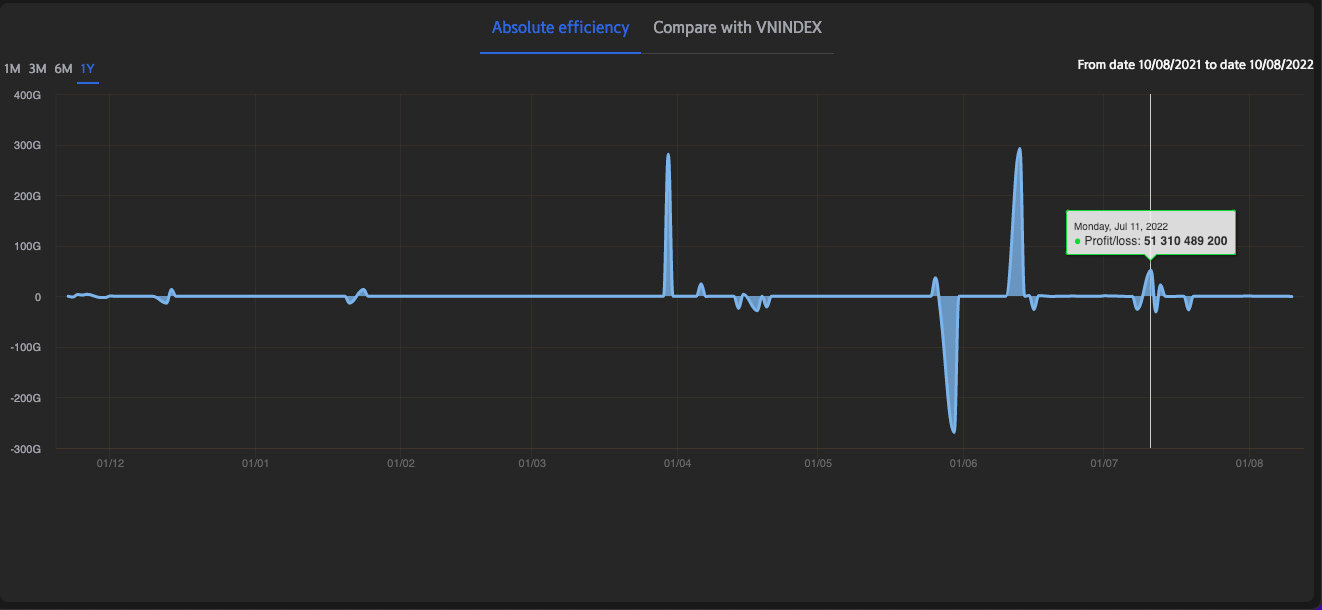 Absolute efficiency Compare with VNINDEX
1M 3M 6M 1Y
From date 10/08/2021 to date 10/08/2022
400G
300G
200G
100G
0
-100G
-200G
-300G
Monday, Jul 11, 2022
Profit/loss: 51 310 489 200
01/12 01/01 01/02 01/03 01/04 01/05 01/06 01/07 01/08